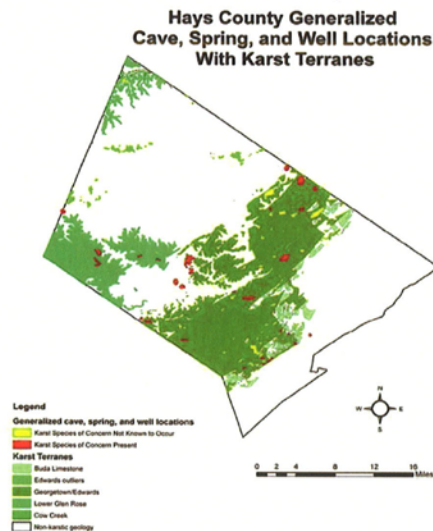 Hays County Generalized
Cave, Spring, and Well Locations
With Karst Terranes
N
W
E
S
Legend
Generalized cave, spring, and well locations
Karst Species of Concern Not Known to Occur
Karst Species of Concern Present
Karst Terranes
Buda Limestone
Edwards outliers
Georgetown/Edwards
Lower Glen Rose
Cow Creek
Non-karstic geology
0 2 4 8 12 16
Miles